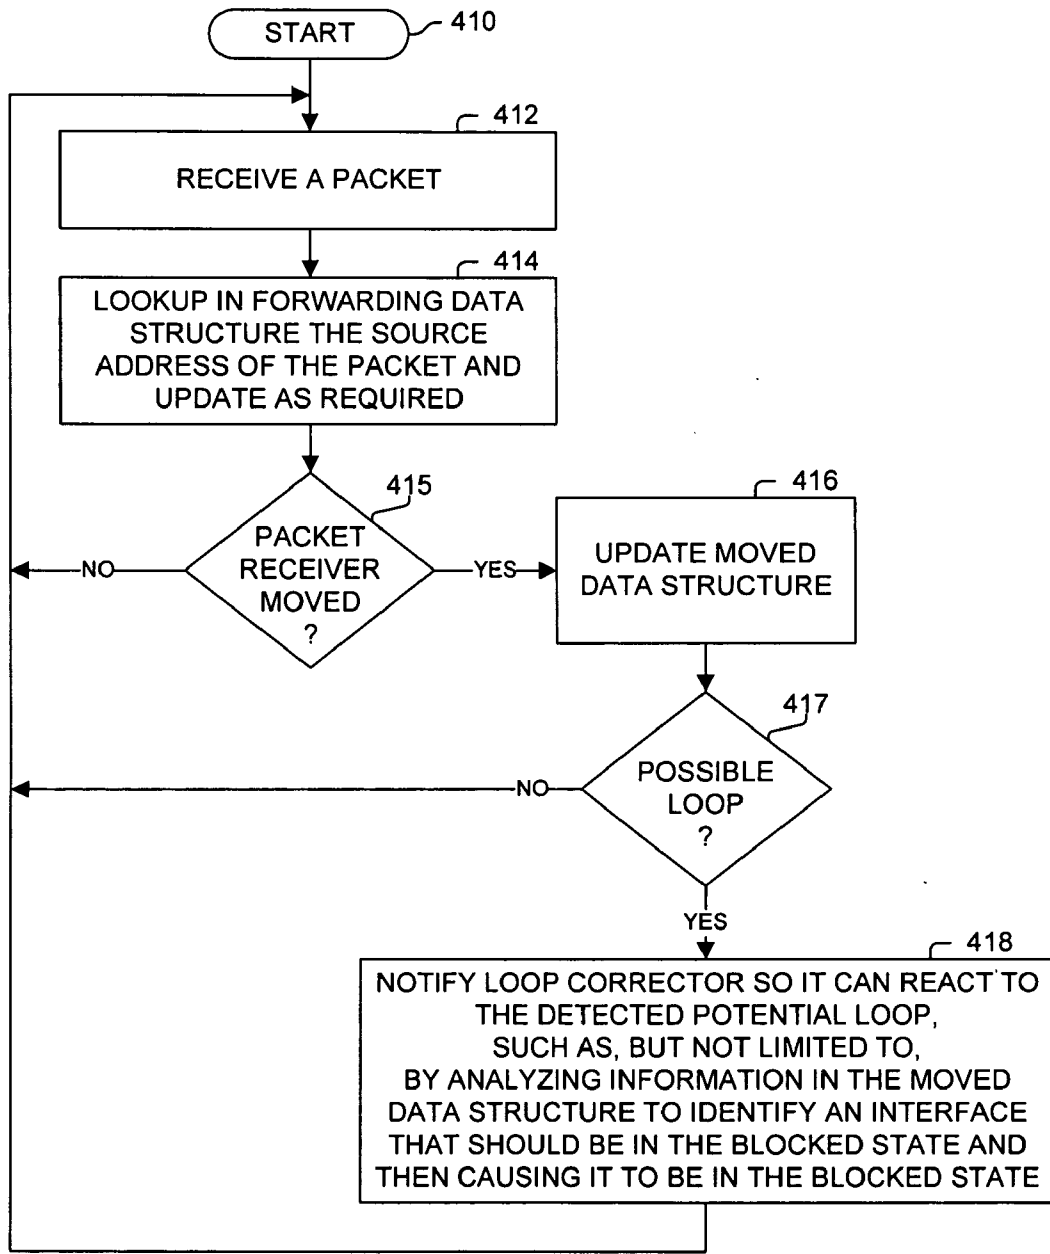 START
410
412
RECEIVE A PACKET
414
LOOKUP IN FORWARDING DATA
STRUCTURE THE SOURCE
ADDRESS OF THE PACKET AND
UPDATE AS REQUIRED
415
PACKET
RECEIVER
MOVED
?
NO
YES
416
UPDATE MOVED
DATA STRUCTURE
417
POSSIBLE
LOOP
?
NO
YES
418
NOTIFY LOOP CORRECTOR SO IT CAN REACT TO
THE DETECTED POTENTIAL LOOP,
SUCH AS, BUT NOT LIMITED TO,
BY ANALYZING INFORMATION IN THE MOVED
DATA STRUCTURE TO IDENTIFY AN INTERFACE
THAT SHOULD BE IN THE BLOCKED STATE AND
THEN CAUSING IT TO BE IN THE BLOCKED STATE